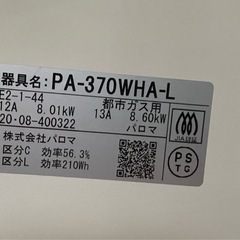 器具名: PA-370WHA-L
E2-1-44
都市ガス用
12A 8.01kW 13A 8.60kW
20・08-400322 パロマ
株式会社パロマ
区分C 効率56.3%
区分L 効率210Wh
PS
TG